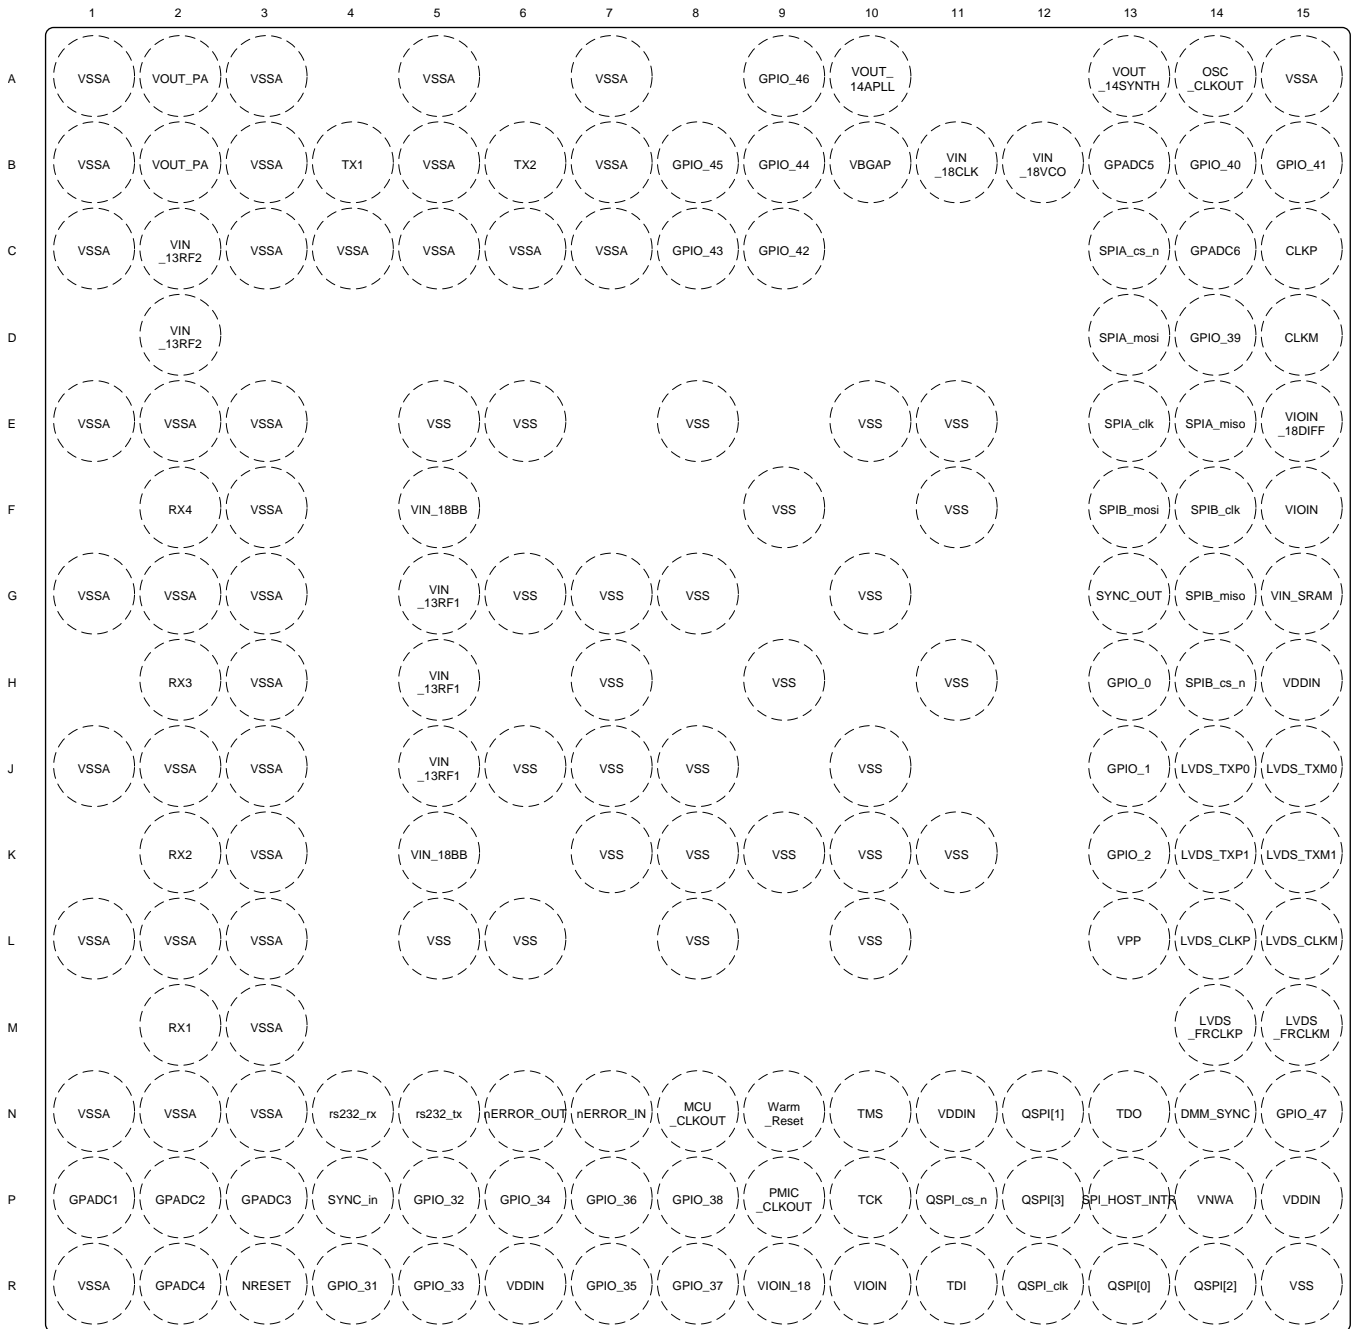 1 2 3 4 5 6 7 8 9 10 11 12 13 14 15
A VSSA VOUT_PA VSSA VSSA VSSA GPIO_46 VOUT_ VOUT OSC VSSA
14APLL _14SYNTH _CLKOUT
B VSSA VOUT_PA VSSA TX1 VSSA TX2 VSSA GPIO_45 GPIO_44 VBGAP VIN VIN GPADC5 GPIO_40 GPIO_41
_18CLK _18VCO
C VSSA VIN VSSA VSSA VSSA VSSA VSSA GPIO_43 GPIO_42 SPIA_cs_n GPADC6 CLKP
_13RF2
D VIN SPIA_mosi GPIO_39 CLKM
_13RF2
E VSSA VSSA VSSA VSS VSS VSS VSS VSS SPIA_clk SPIA_miso VIOIN
_18DIFF
F RX4 VSSA VIN_18BB VSS VSS SPIB_mosi SPIB_clk VIOIN
G VSSA VSSA VSSA VIN VSS VSS VSS VSS SYNC_OUT SPIB_miso VIN_SRAM
_13RF1
H RX3 VSSA VIN VSS VSS VSS GPIO_0 SPIB_cs_n VDDIN
_13RF1
J VSSA VSSA VSSA VIN VSS VSS VSS VSS GPIO_1 LVDS_TXP0 LVDS_TXM0
_13RF1
K RX2 VSSA VIN_18BB VSS VSS VSS VSS VSS GPIO_2 LVDS_TXP1 LVDS_TXM1
L VSSA VSSA VSSA VSS VSS VSS VSS VPP LVDS_CLKP LVDS_CLKM
M RX1 VSSA LVDS LVDS
_FRCLKP _FRCLKM
N VSSA VSSA VSSA rs232_rx rs232_tx nERROR_OUT nERROR_IN MCU Warm TMS VDDIN QSPI[1] TDO DMM_SYNC GPIO_47
_CLKOUT _Reset
P GPADC1 GPADC2 GPADC3 SYNC_in GPIO_32 GPIO_34 GPIO_36 GPIO_38 PMIC TCK QSPI_cs_n QSPI[3] SPI_HOST_INTR VNWA VDDIN
_CLKOUT
R VSSA GPADC4 NRESET GPIO_31 GPIO_33 VDDIN GPIO_35 GPIO_37 VIOIN_18 VIOIN TDI QSPI_clk QSPI[0] QSPI[2] VSS